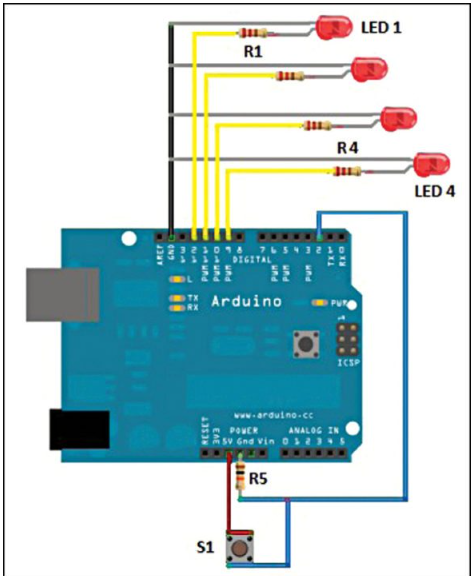 LED 1
R1
R4
LED 4
AREF
GND
13
12
11
10
9
8
7
6
5
4
3
2
1
0
PWM
PWM
PWM
DIGITAL
PWM
PWM
PWM
TX
RX
L
TX
RX
Arduino
PWR
ICSP
www.arduino.cc
POWER
ANALOG IN
RESET
3V3
5V Gnd Vin
0 1 2 3 4 5
R5
S1